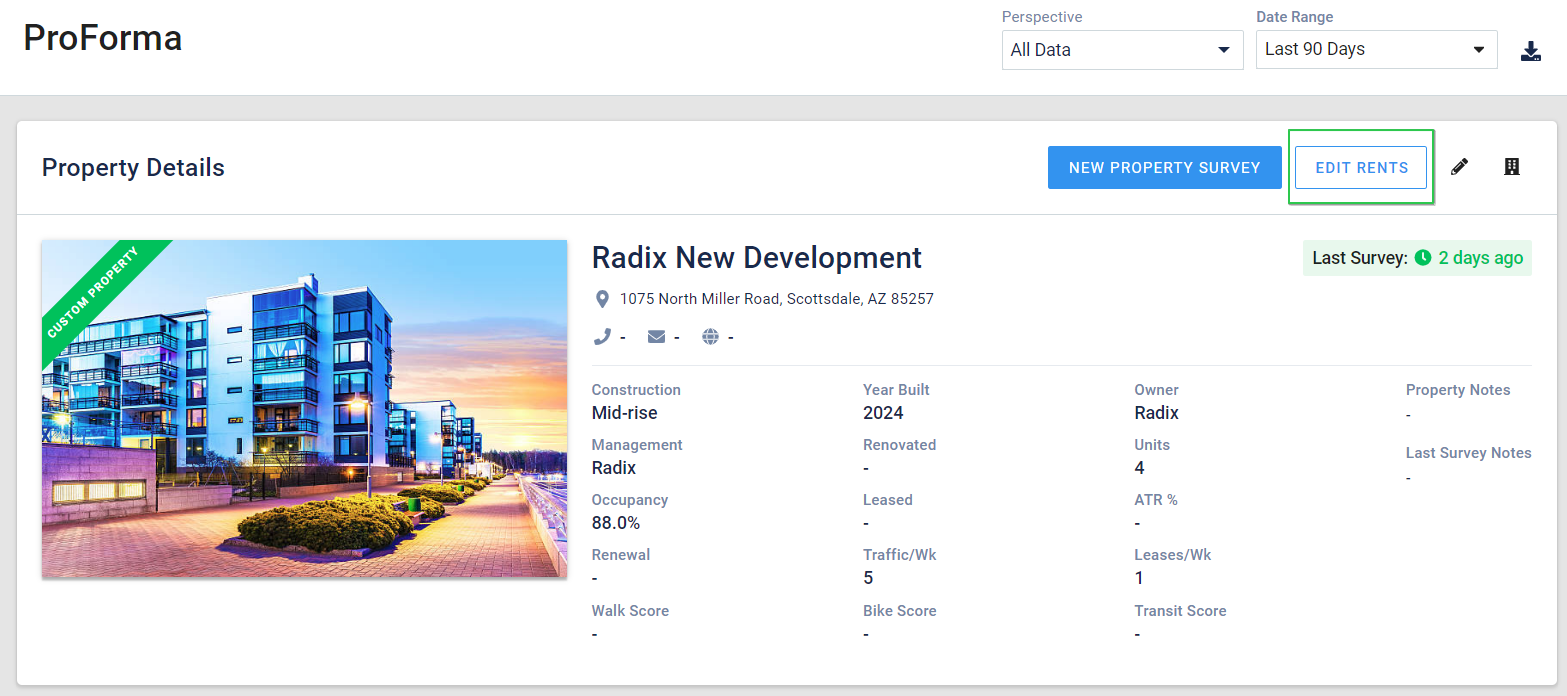 ProForma
Perspective
All Data
Date Range
Last 90 Days
Property Details
NEW PROPERTY SURVEY
EDIT RENTS
CUSTOM PROPERTY
Radix New Development
Last Survey: 2 days ago
1075 North Miller Road, Scottsdale, AZ 85257
- - -
Construction
Mid-rise
Year Built
2024
Owner
Radix
Property Notes
-
Management
Radix
Renovated
-
Units
4
Last Survey Notes
-
Occupancy
88.0%
Leased
-
ATR %
-
Renewal
-
Traffic/Wk
5
Leases/Wk
1
Walk Score
-
Bike Score
-
Transit Score
-